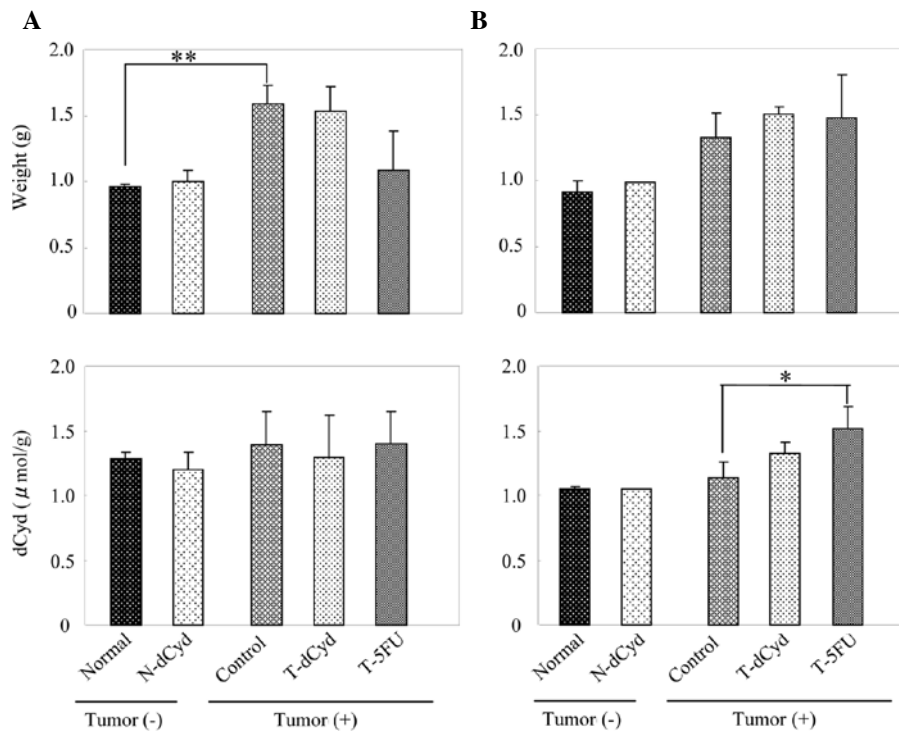 A
B
Weight (g)
2.0
1.5
1.0
0.5
0
**
2.0
1.5
1.0
0.5
0
dCyd ( μ mol/g)
2.0
1.5
1.0
0.5
0
Normal
N-dCyd
Control
T-dCyd
T-5FU
Tumor (-)
Tumor (+)
2.0
1.5
1.0
0.5
0
*
Normal
N-dCyd
Control
T-dCyd
T-5FU
Tumor (-)
Tumor (+)